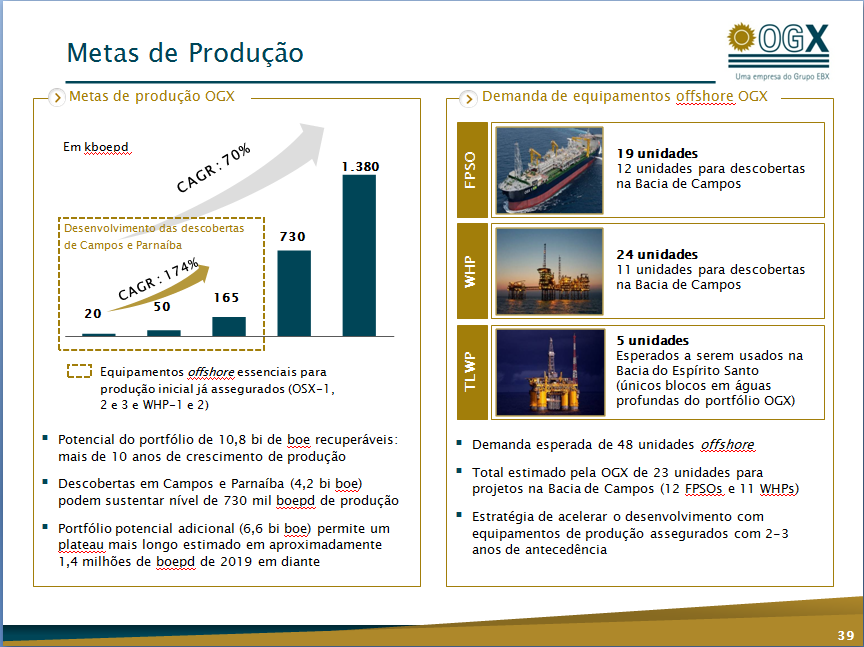 Metas de Produção
OGX
Uma empresa do Grupo EBX
Metas de produção OGX
Em kboepd
CAGR: 70%
1.380
Desenvolvimento das descobertas
de Campos e Parnaíba
730
CAGR: 174%
165
50
20
Equipamentos offshore essenciais para
produção inicial já assegurados (OSX-1,
2 e 3 e WHP-1 e 2)
Potencial do portfólio de 10,8 bi de boe recuperáveis:
mais de 10 anos de crescimento de produção
Descobertas em Campos e Parnaíba (4,2 bi boe)
podem sustentar nível de 730 mil boepd de produção
Portfólio potencial adicional (6,6 bi boe) permite um
plateau mais longo estimado em aproximadamente
1,4 milhões de boepd de 2019 em diante
Demanda de equipamentos offshore OGX
FPSO
19 unidades
12 unidades para descobertas
na Bacia de Campos
WHP
24 unidades
11 unidades para descobertas
na Bacia de Campos
TLWP
5 unidades
Esperados a serem usados na
Bacia do Espírito Santo
(únicos blocos em águas
profundas do portfólio OGX)
Demanda esperada de 48 unidades offshore
Total estimado pela OGX de 23 unidades para
projetos na Bacia de Campos (12 FPSOs e 11 WHPs)
Estratégia de acelerar o desenvolvimento com
equipamentos de produção assegurados com 2-3
anos de antecedência
39